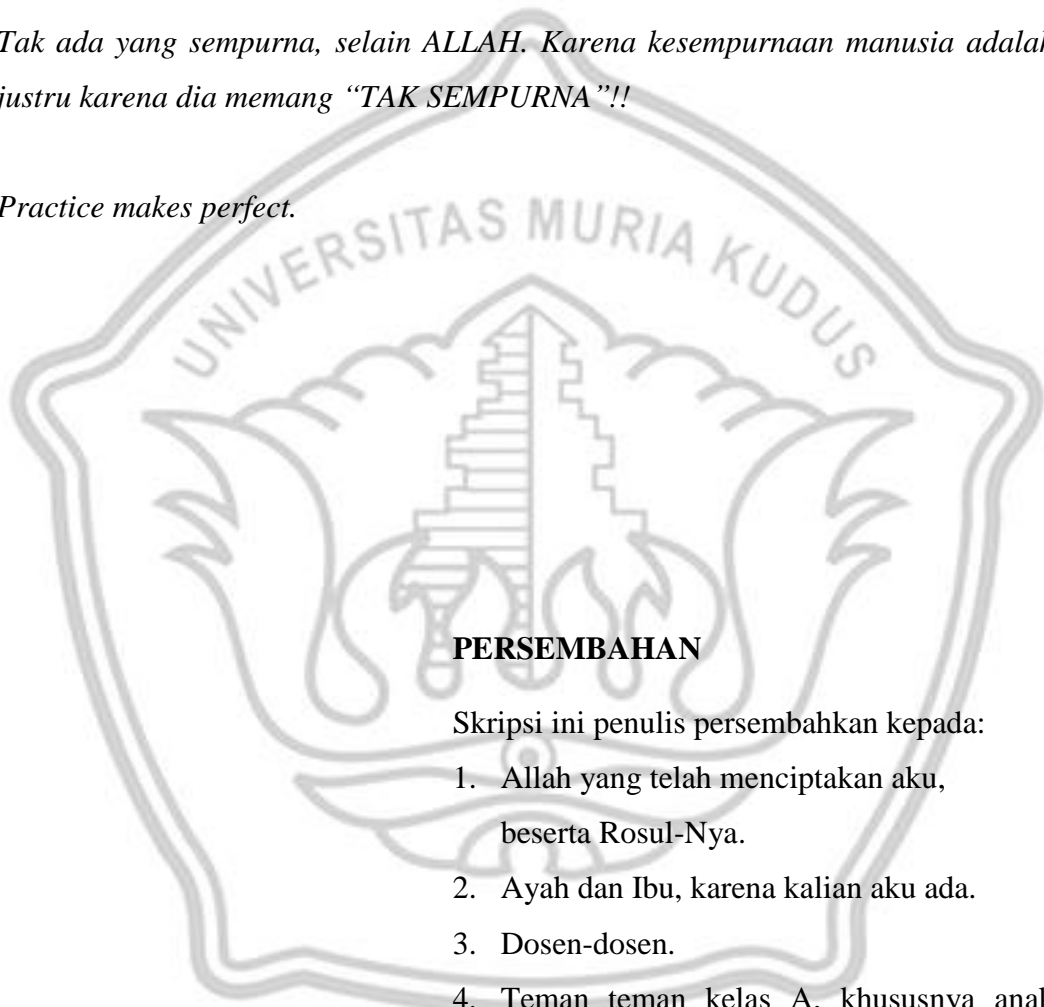 Tak ada yang sempurna, selain ALLAH. Karena kesempurnaan manusia adalah
justru karena dia memang “TAK SEMPURNA”!!
Practice makes perfect.
UNIVERSITAS MURIA KUDUS
PERSEMBAHAN
Skripsi ini penulis persembahkan kepada:
1. Allah yang telah menciptakan aku,
beserta Rosul-Nya.
2. Ayah dan Ibu, karena kalian aku ada.
3. Dosen-dosen.
4. Teman teman kelas A, khususnya anak